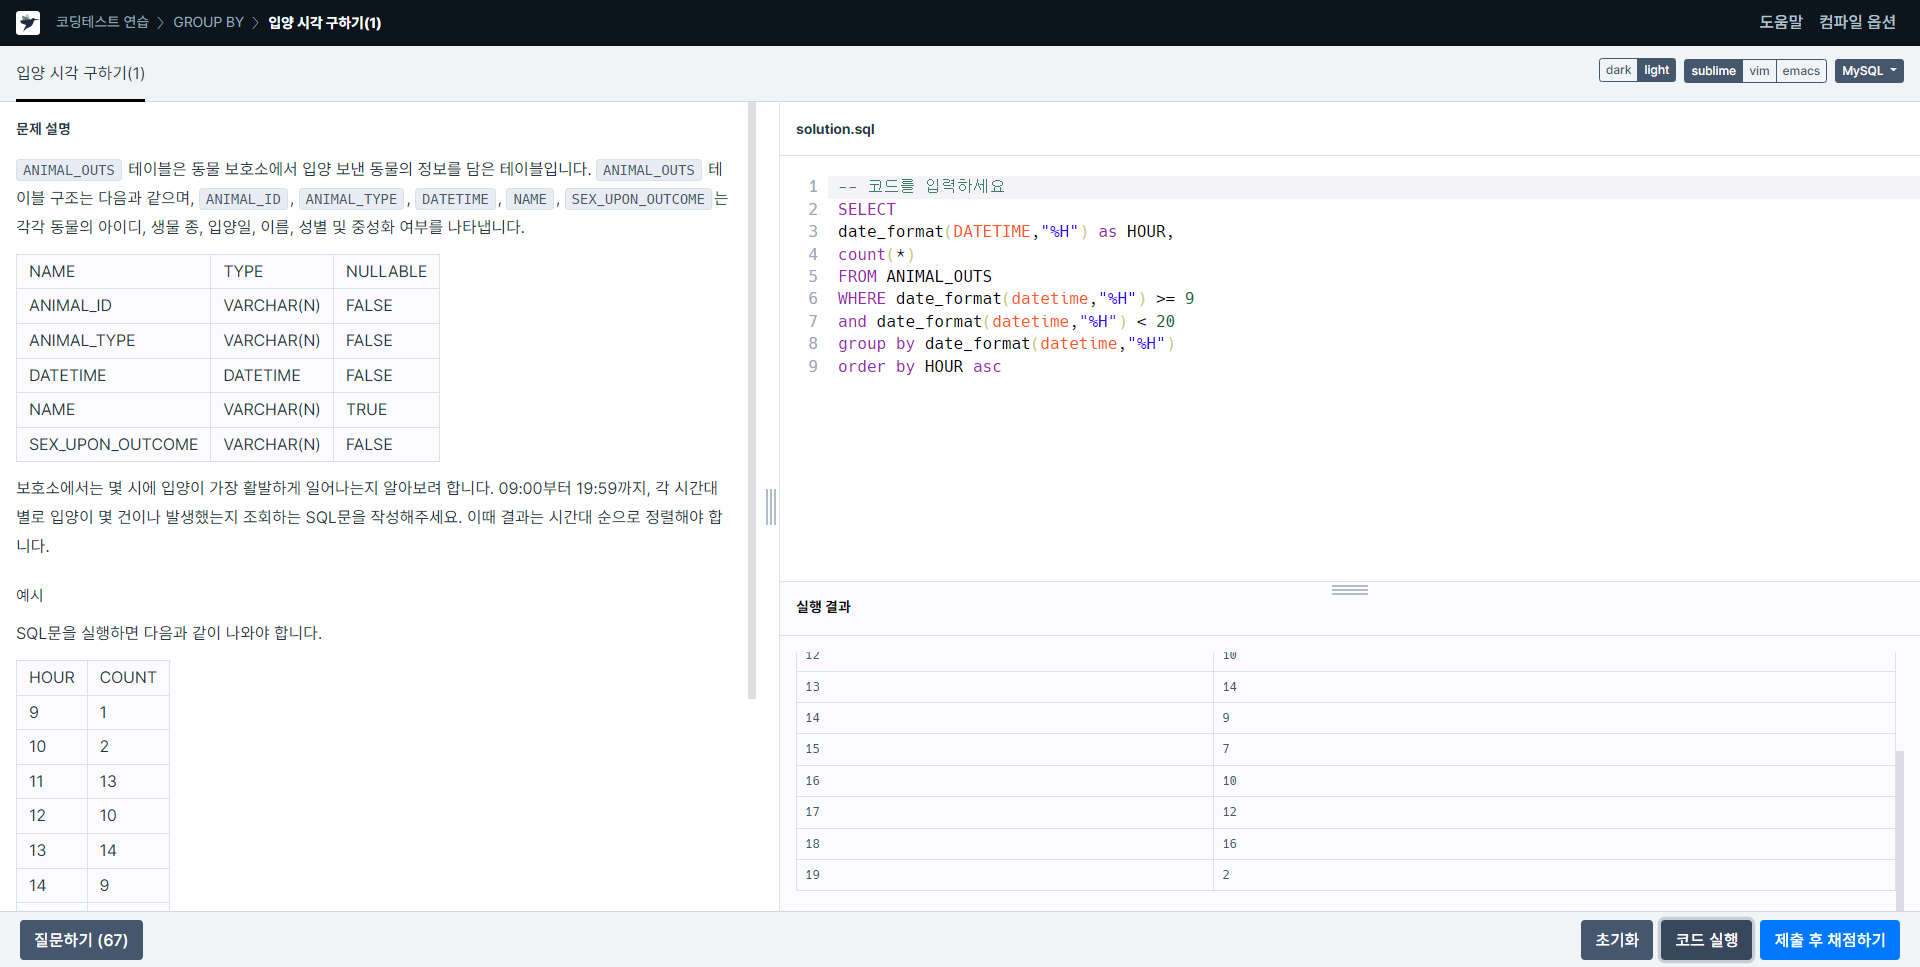 코딩테스트 연습 > GROUP BY > 입양 시각 구하기(1)
도움말 컴파일 옵션
입양 시각 구하기(1)
dark light sublime vim emacs MySQL
문제 설명
ANIMAL_OUTS 테이블은 동물 보호소에서 입양 보낸 동물의 정보를 담은 테이블입니다. ANIMAL_OUTS 테
이블 구조는 다음과 같으며, ANIMAL_ID, ANIMAL_TYPE, DATETIME, NAME, SEX_UPON_OUTCOME는
각각 동물의 아이디, 생물 종, 입양일, 이름, 성별 및 중성화 여부를 나타냅니다.
NAME TYPE NULLABLE
ANIMAL_ID VARCHAR(N) FALSE
ANIMAL_TYPE VARCHAR(N) FALSE
DATETIME DATETIME FALSE
NAME VARCHAR(N) TRUE
SEX_UPON_OUTCOME VARCHAR(N) FALSE
보호소에서는 몇 시에 입양이 가장 활발하게 일어나는지 알아보려 합니다. 09:00부터 19:59까지, 각 시간대
별로 입양이 몇 건이나 발생했는지 조회하는 SQL문을 작성해주세요. 이때 결과는 시간대 순으로 정렬해야 합
니다.
예시
SQL문을 실행하면 다음과 같이 나와야 합니다.
HOUR COUNT
9 1
10 2
11 13
12 10
13 14
14 9
solution.sql
1 -- 코드를 입력하세요
2 SELECT
3 date_format(DATETIME,"%H") as HOUR,
4 count(*)
5 FROM ANIMAL_OUTS
6 WHERE date_format(datetime,"%H") >= 9
7 and date_format(datetime,"%H") < 20
8 group by date_format(datetime,"%H")
9 order by HOUR asc
실행 결과
12 10
13 14
14 9
15 7
16 10
17 12
18 16
19 2
질문하기 (67)
초기화 코드 실행 제출 후 채점하기